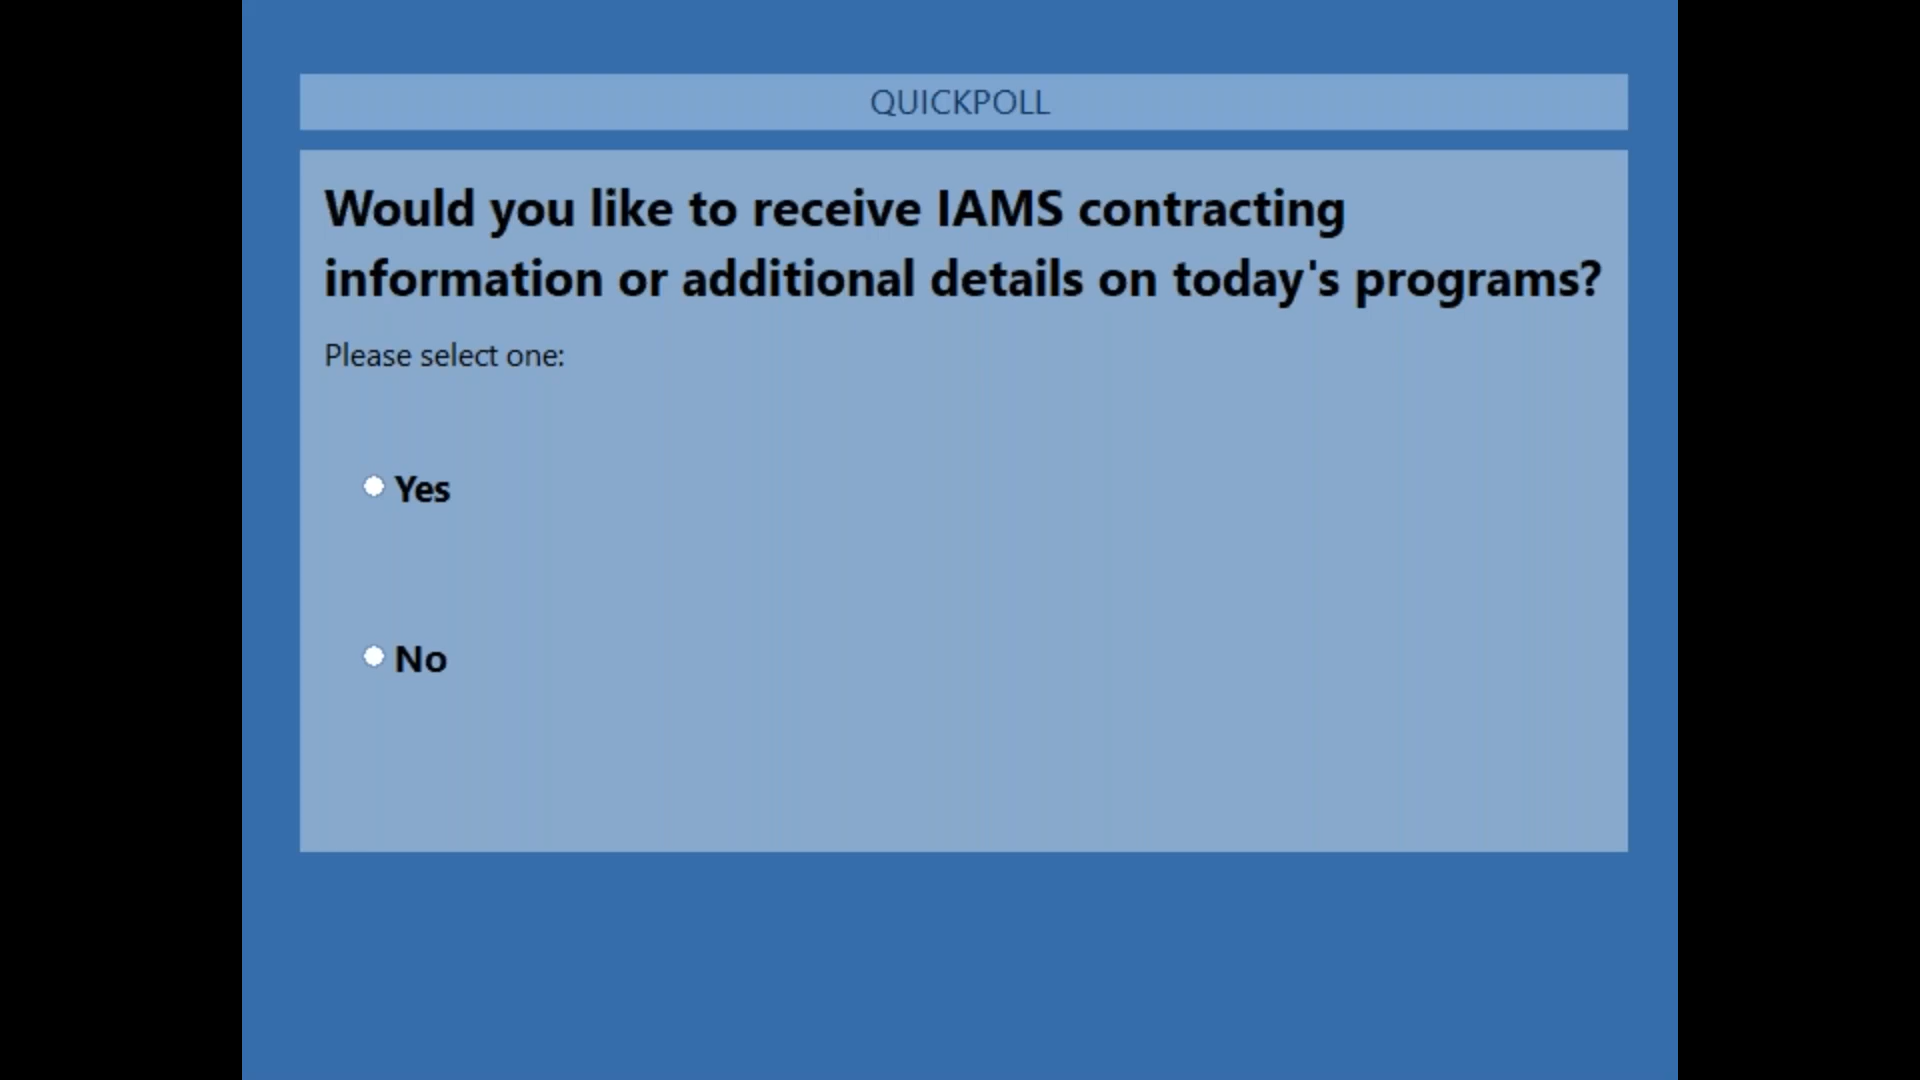 QUICKPOLL
Would you like to receive IAMS contracting
information or additional details on today's programs?
Please select one:
Yes
No